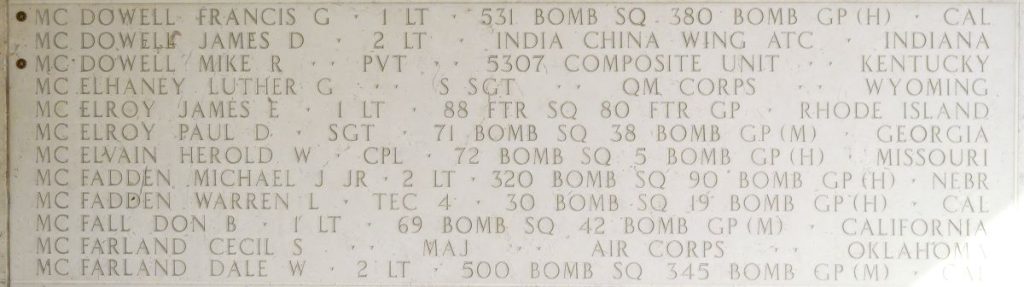 MC DOWELL FRANCIS G · 1 LT · 531 BOMB SQ · 380 BOMB GP (H) · CAL
MC DOWELL JAMES D · 2 LT · INDIA CHINA WING ATC · INDIANA
MC DOWELL MIKE R · · PVT · · 5307 COMPOSITE UNIT · · KENTUCKY
MC ELHANEY LUTHER G · · S SGT · · QM CORPS · · WYOMING
MC ELROY JAMES E · 1 LT · 88 FTR SQ 80 FTR GP · RHODE ISLAND
MC ELROY PAUL D · SGT · 71 BOMB SQ 38 BOMB GP (M) · GEORGIA
MC ELVAIN HEROLD W · CPL · 72 BOMB SQ 5 BOMB GP (H) · MISSOURI
MC FADDEN MICHAEL J JR · 2 LT · 320 BOMB SQ 90 BOMB GP (H) · NEBR
MC FADDEN WARREN L · TEC 4 · 30 BOMB SQ 19 BOMB GP (H) · CAL
MC FALL DON B · 1 LT · 69 BOMB SQ 42 BOMB GP (M) · CALIFORNIA
MC FARLAND CECIL S · · MAJ · · AIR CORPS · · OKLAHOMA
MC FARLAND DALE W · 2 LT · 500 BOMB SQ 345 BOMB GP (M) · CAL